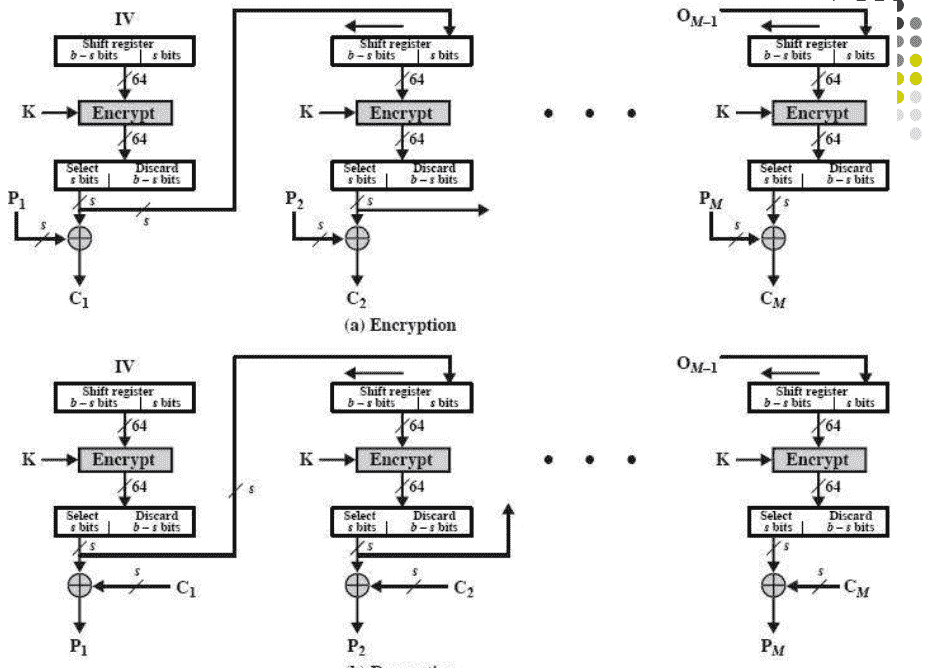 IV O_M–1
Shift register Shift register Shift register
b – s bits | s bits b – s bits | s bits b – s bits | s bits
64 64 64
K Encrypt K Encrypt • • • K Encrypt
64 64 64
Select Discard Select Discard Select Discard
s bits | b – s bits s bits | b – s bits s bits | b – s bits
P1 s s P2 s PM s
s s s
C1 C2 CM
(a) Encryption
IV O_M–1
Shift register Shift register Shift register
b – s bits | s bits b – s bits | s bits b – s bits | s bits
64 64 64
K Encrypt K Encrypt • • • K Encrypt
64 s 64 64
Select Discard Select Discard Select Discard
s bits | b – s bits s bits | b – s bits s bits | b – s bits
s s s
s C1 s C2 s CM
P1 P2 PM